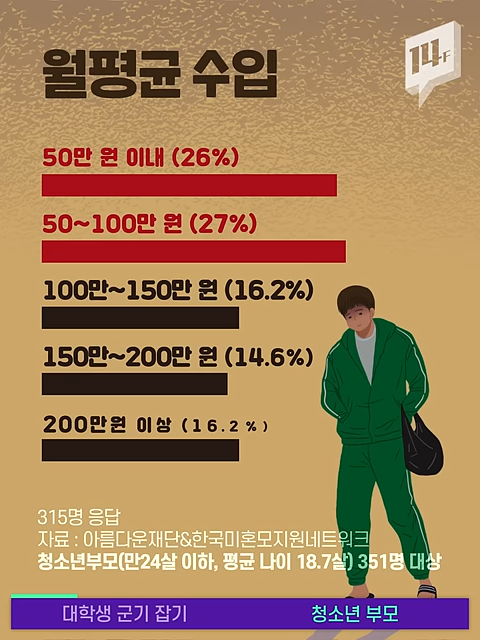 월평균 수입
14F
50만 원 이내 (26%)
50~100만 원 (27%)
100만~150만 원 (16.2%)
150만~200만 원 (14.6%)
200만원 이상 (16.2%)
315명 응답
자료 : 아름다운재단&한국미혼모지원네트워크
청소년부모(만24살 이하, 평균 나이 18.7살) 351명 대상
대학생 군기 잡기
청소년 부모